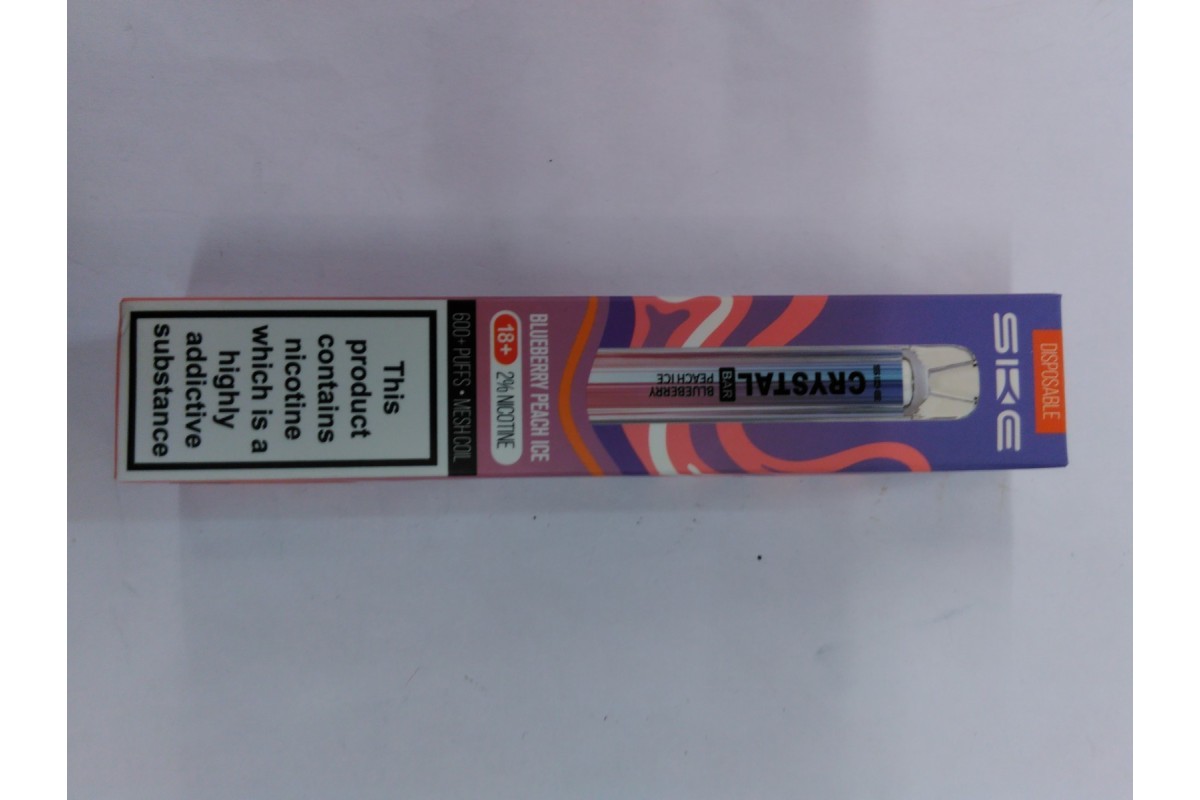 DISPOSABLE
SKE
SKE
CRYSTAL
BAR
BLUEBERRY
PEACH ICE
BLUEBERRY PEACH ICE
18+ 2% NICOTINE
600+ PUFFS • MESH COIL
This
product
contains
nicotine
which is a
highly
addictive
substance